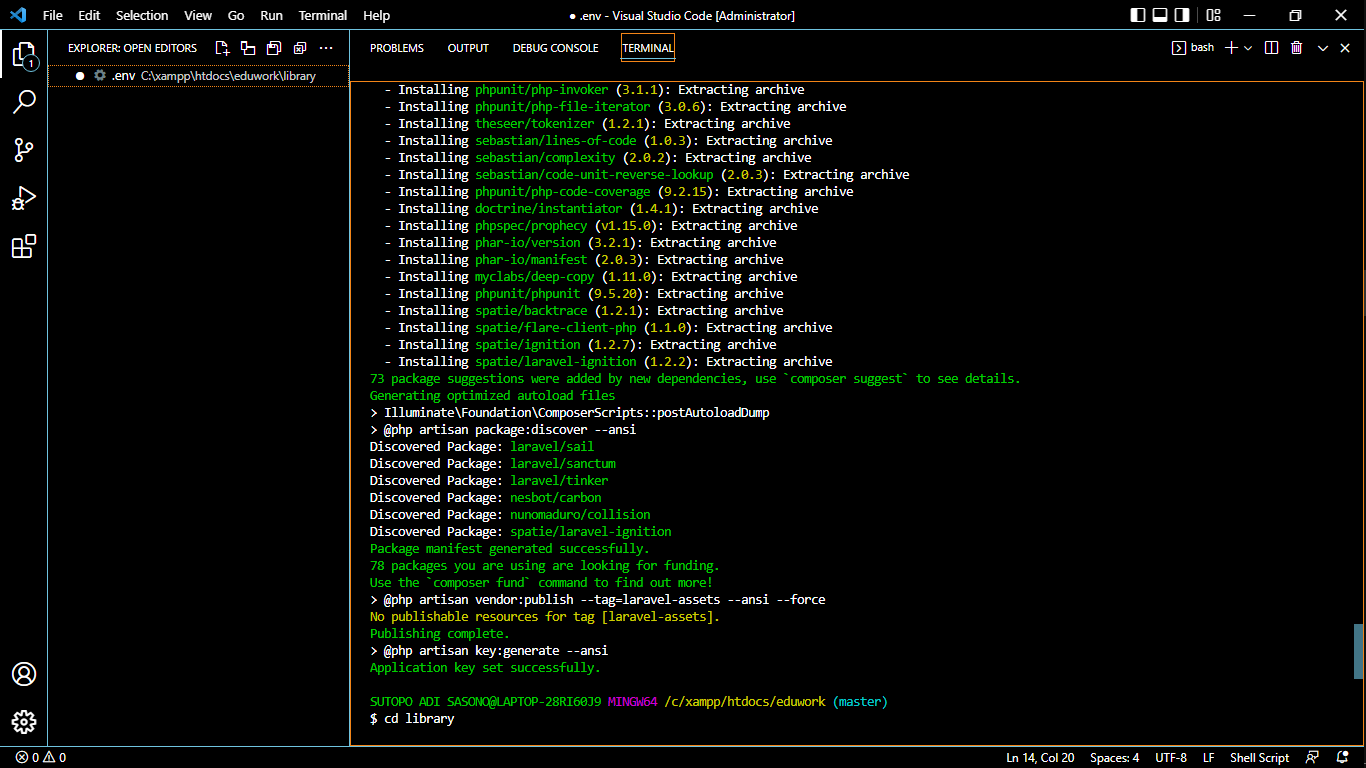 File Edit Selection View Go Run Terminal Help
● .env - Visual Studio Code [Administrator]
EXPLORER: OPEN EDITORS
1
● .env C:\xampp\htdocs\eduwork\library
PROBLEMS OUTPUT DEBUG CONSOLE TERMINAL
bash
- Installing phpunit/php-invoker (3.1.1): Extracting archive
- Installing phpunit/php-file-iterator (3.0.6): Extracting archive
- Installing theseer/tokenizer (1.2.1): Extracting archive
- Installing sebastian/lines-of-code (1.0.3): Extracting archive
- Installing sebastian/complexity (2.0.2): Extracting archive
- Installing sebastian/code-unit-reverse-lookup (2.0.3): Extracting archive
- Installing phpunit/php-code-coverage (9.2.15): Extracting archive
- Installing doctrine/instantiator (1.4.1): Extracting archive
- Installing phpspec/prophecy (v1.15.0): Extracting archive
- Installing phar-io/version (3.2.1): Extracting archive
- Installing phar-io/manifest (2.0.3): Extracting archive
- Installing myclabs/deep-copy (1.11.0): Extracting archive
- Installing phpunit/phpunit (9.5.20): Extracting archive
- Installing spatie/backtrace (1.2.1): Extracting archive
- Installing spatie/flare-client-php (1.1.0): Extracting archive
- Installing spatie/ignition (1.2.7): Extracting archive
- Installing spatie/laravel-ignition (1.2.2): Extracting archive
73 package suggestions were added by new dependencies, use `composer suggest` to see details.
Generating optimized autoload files
> Illuminate\Foundation\ComposerScripts::postAutoloadDump
> @php artisan package:discover --ansi
Discovered Package: laravel/sail
Discovered Package: laravel/sanctum
Discovered Package: laravel/tinker
Discovered Package: nesbot/carbon
Discovered Package: nunomaduro/collision
Discovered Package: spatie/laravel-ignition
Package manifest generated successfully.
78 packages you are using are looking for funding.
Use the `composer fund` command to find out more!
> @php artisan vendor:publish --tag=laravel-assets --ansi --force
No publishable resources for tag [laravel-assets].
Publishing complete.
> @php artisan key:generate --ansi
Application key set successfully.
SUTOPO ADI SASONO@LAPTOP-28RI60J9 MINGW64 /c/xampp/htdocs/eduwork (master)
$ cd library
0 0
Ln 14, Col 20 Spaces: 4 UTF-8 LF Shell Script